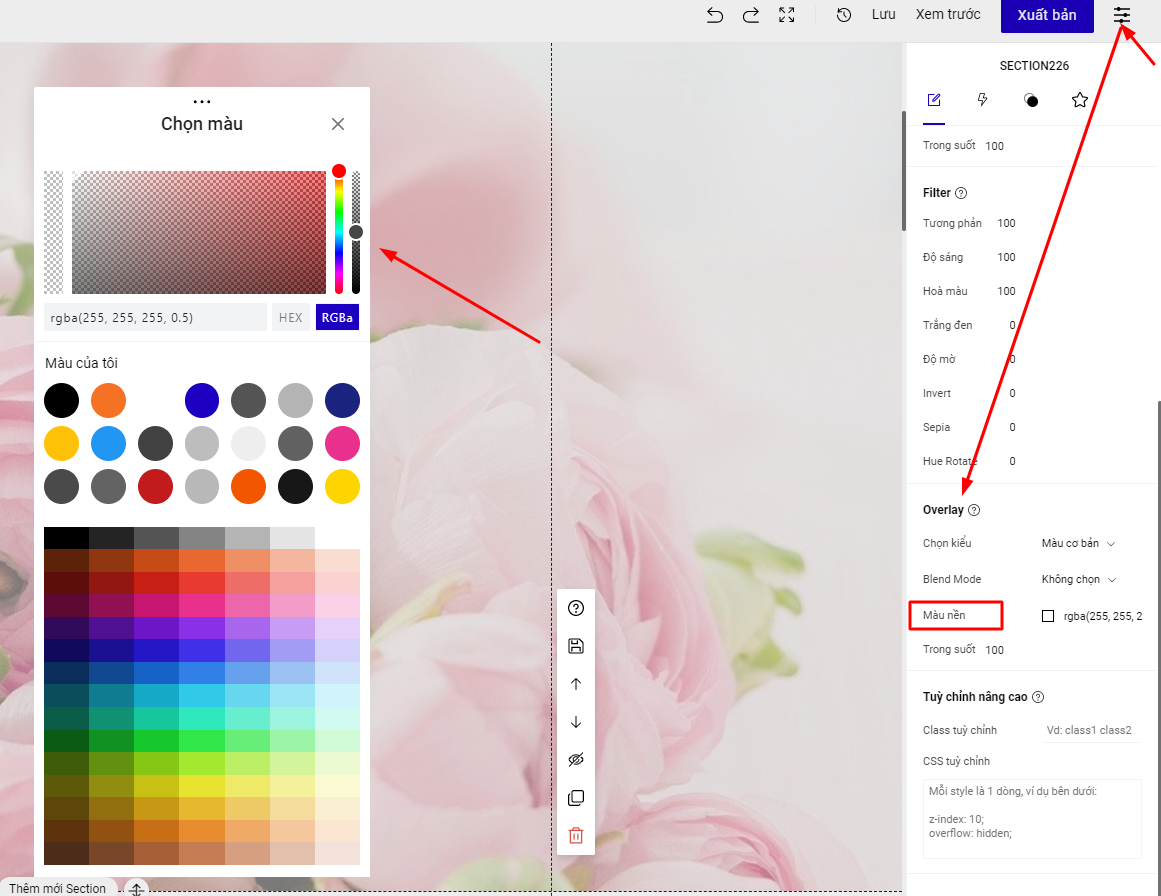 Lưu
Xem trước
Xuất bản
Chọn màu
rgba(255, 255, 255, 0.5)
HEX
RGBa
Màu của tôi
Thêm mới Section
SECTION226
Trong suốt 100
Filter
Tương phản 100
Độ sáng 100
Hoà màu 100
Trắng đen 0
Độ mờ 0
Invert 0
Sepia 0
Hue Rotate 0
Overlay
Chọn kiểu Màu cơ bản
Blend Mode Không chọn
Màu nền rgba(255, 255, 2
Trong suốt 100
Tuỳ chỉnh nâng cao
Class tuỳ chỉnh Vd: class1 class2
CSS tuỳ chỉnh
Mỗi style là 1 dòng, ví dụ bên dưới:
z-index: 10;
overflow: hidden;